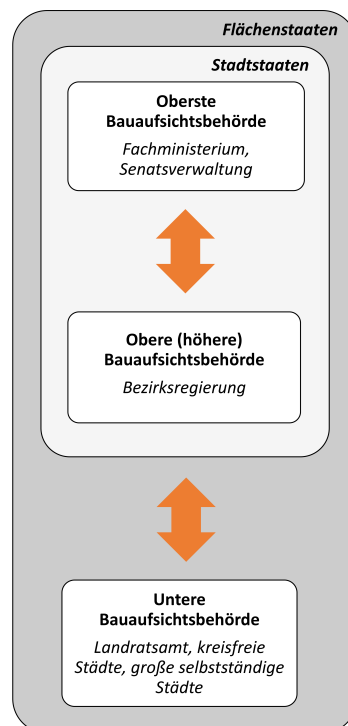 Flächenstaaten
Stadtstaaten
Oberste
Bauaufsichtsbehörde
Fachministerium,
Senatsverwaltung
Obere (höhere)
Bauaufsichtsbehörde
Bezirksregierung
Untere
Bauaufsichtsbehörde
Landratsamt, kreisfreie
Städte, große selbstständige
Städte